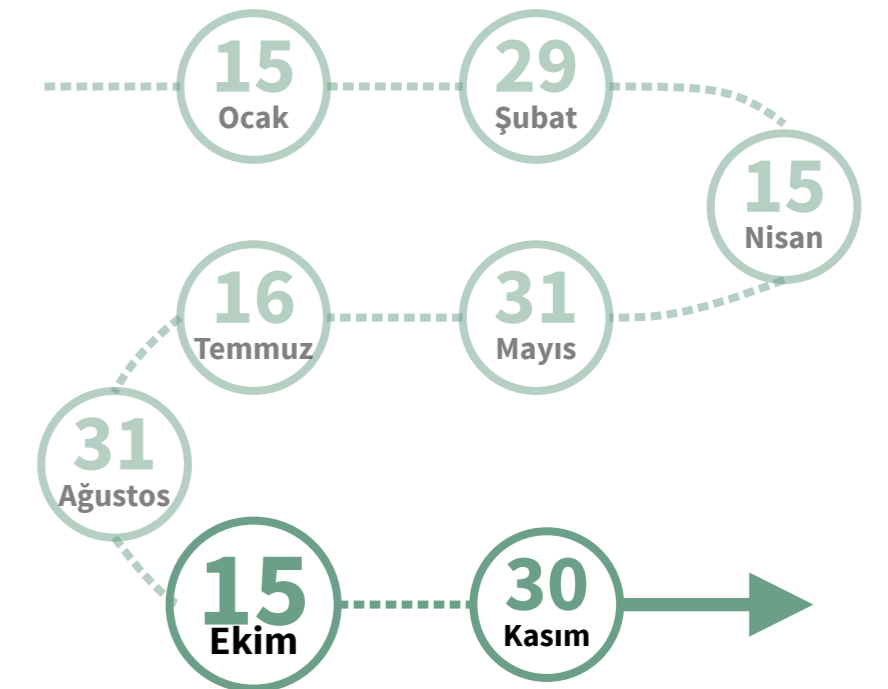 15
Ocak
29
Şubat
15
Nisan
31
Mayıs
16
Temmuz
31
Ağustos
15
Ekim
30
Kasım